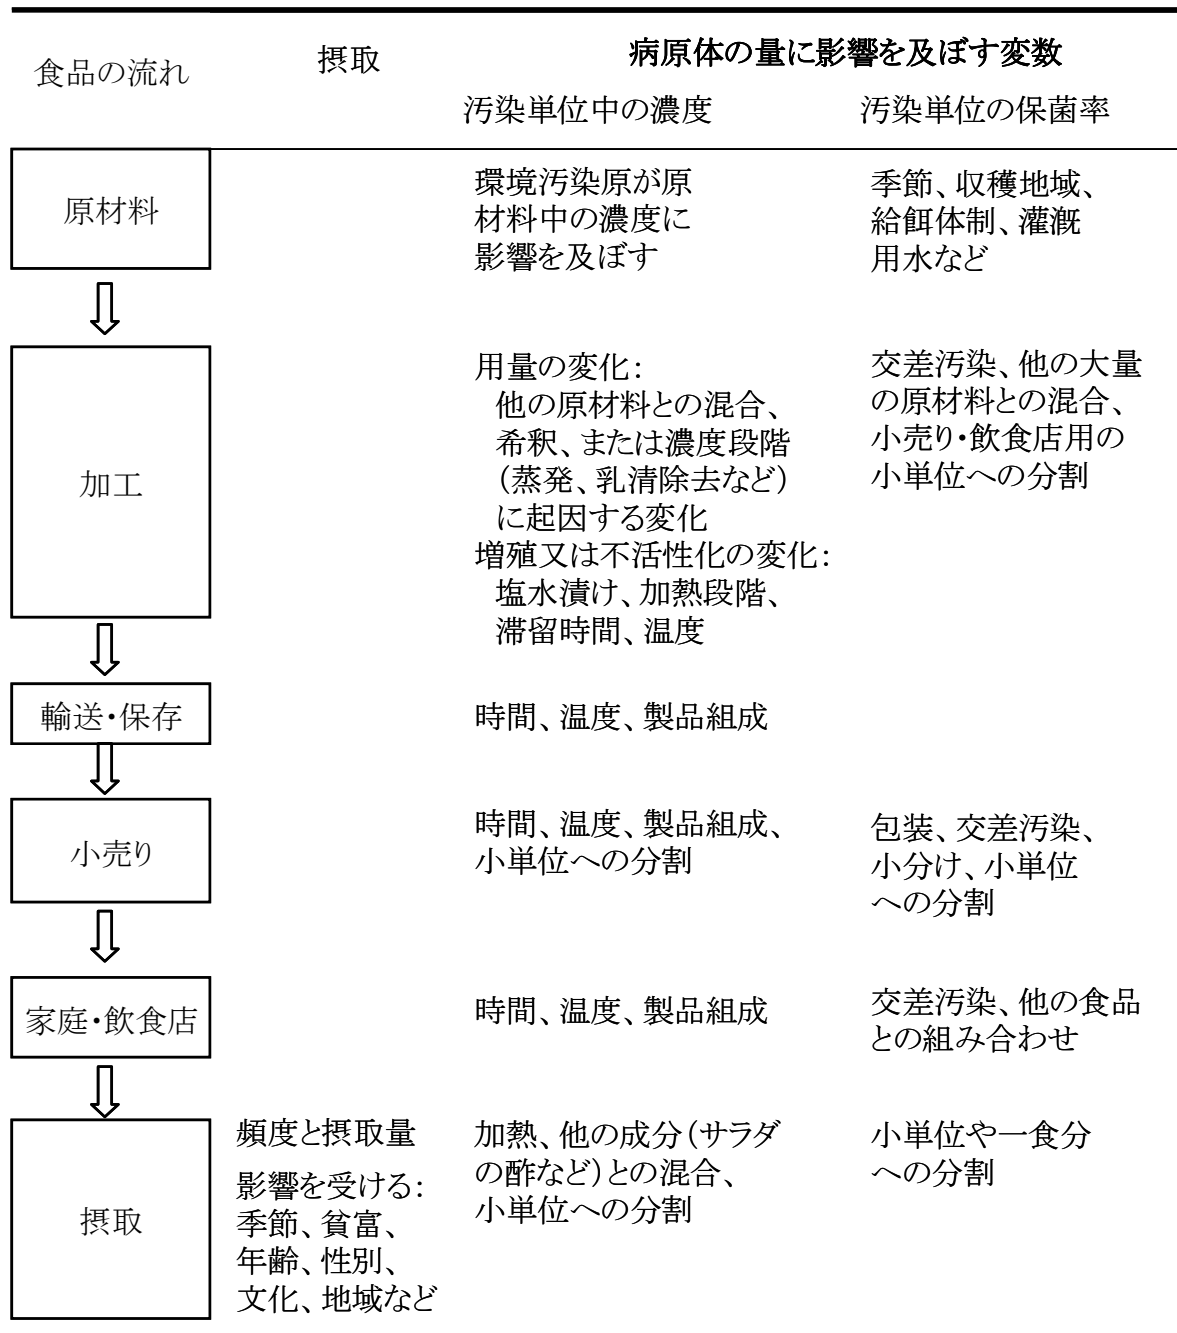 食品の流れ
摂取
病原体の量に影響を及ぼす変数
汚染単位中の濃度
汚染単位の保菌率
原材料
環境汚染原が原
材料中の濃度に
影響を及ぼす
季節、収穫地域、
給餌体制、灌漑
用水など
加工
用量の変化：
他の原材料との混合、
希釈、または濃度段階
（蒸発、乳清除去など）
に起因する変化
増殖又は不活性化の変化：
塩水漬け、加熱段階、
滞留時間、温度
交差汚染、他の大量
の原材料との混合、
小売り・飲食店用の
小単位への分割
輸送・保存
時間、温度、製品組成
小売り
時間、温度、製品組成、
小単位への分割
包装、交差汚染、
小分け、小単位
への分割
家庭・飲食店
時間、温度、製品組成
交差汚染、他の食品
との組み合わせ
摂取
頻度と摂取量
影響を受ける：
季節、貧富、
年齢、性別、
文化、地域など
加熱、他の成分（サラダ
の酢など）との混合、
小単位への分割
小単位や一食分
への分割